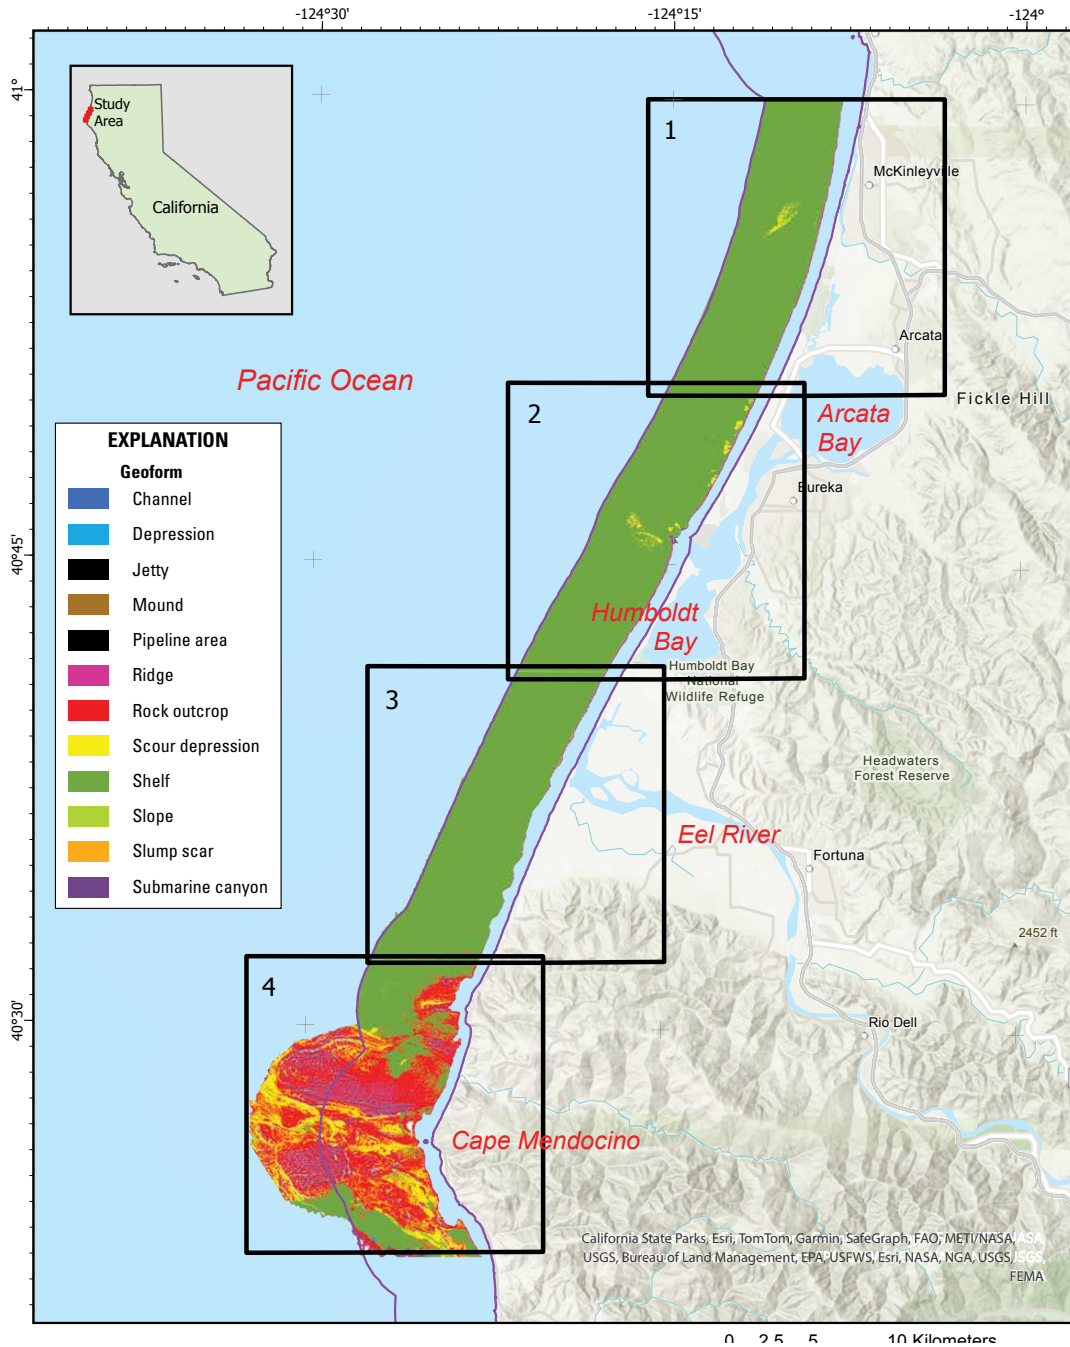 -124°30'
-124°15'
-124°
41°
40°45'
40°30'
Study
Area
California
1
McKinleyville
Arcata
Fickle Hill
Pacific Ocean
2
Arcata
Bay
Eureka
EXPLANATION
Geoform
Channel
Depression
Jetty
Mound
Pipeline area
Ridge
Rock outcrop
Scour depression
Shelf
Slope
Slump scar
Submarine canyon
Humboldt
Bay
Humboldt Bay
National
Wildlife Refuge
3
Headwaters
Forest Reserve
Eel River
Fortuna
2452 ft
4
Rio Dell
Cape Mendocino
California State Parks, Esri, TomTom, Garmin, SafeGraph, FAO, METI/NASA, ASA,
USGS, Bureau of Land Management, EPA, USFWS, Esri, NASA, NGA, USGS, ISGS,
FEMA
0 2.5 5 10 Kilometers